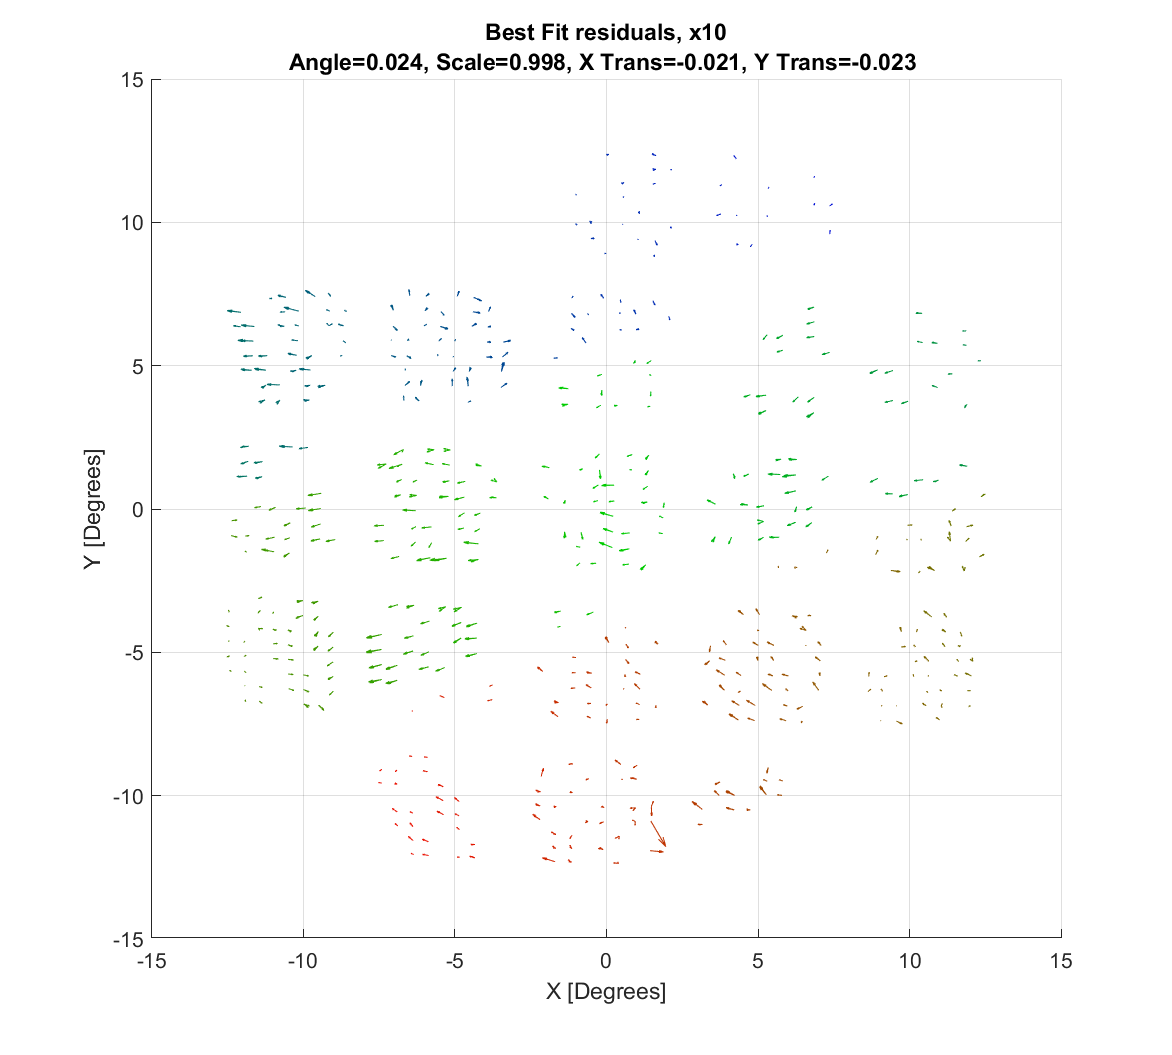 Best Fit residuals, x10
Angle=0.024, Scale=0.998, X Trans=-0.021, Y Trans=-0.023
15
10
5
0
-5
-10
-15
Y [Degrees]
-15 -10 -5 0 5 10 15
X [Degrees]